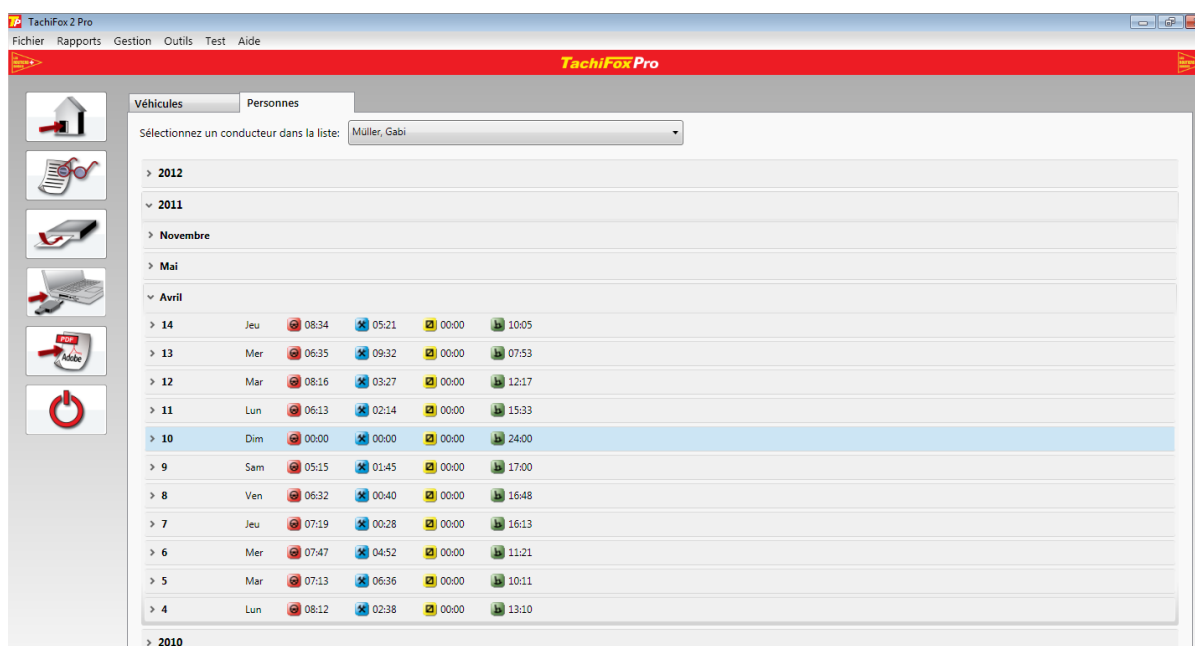 TachiFox 2 Pro
Fichier Rapports Gestion Outils Test Aide
TachiFox Pro
Véhicules Personnes
Sélectionnez un conducteur dans la liste: Müller, Gabi
2012
2011
Novembre
Mai
Avril
14 Jeu 08:34 05:21 00:00 10:05
13 Mer 06:35 09:32 00:00 07:53
12 Mar 08:16 03:27 00:00 12:17
11 Lun 06:13 02:14 00:00 15:33
10 Dim 00:00 00:00 00:00 24:00
9 Sam 05:15 01:45 00:00 17:00
8 Ven 06:32 00:40 00:00 16:48
7 Jeu 07:19 00:28 00:00 16:13
6 Mer 07:47 04:52 00:00 11:21
5 Mar 07:13 06:36 00:00 10:11
4 Lun 08:12 02:38 00:00 13:10
2010
PDF
Adobe